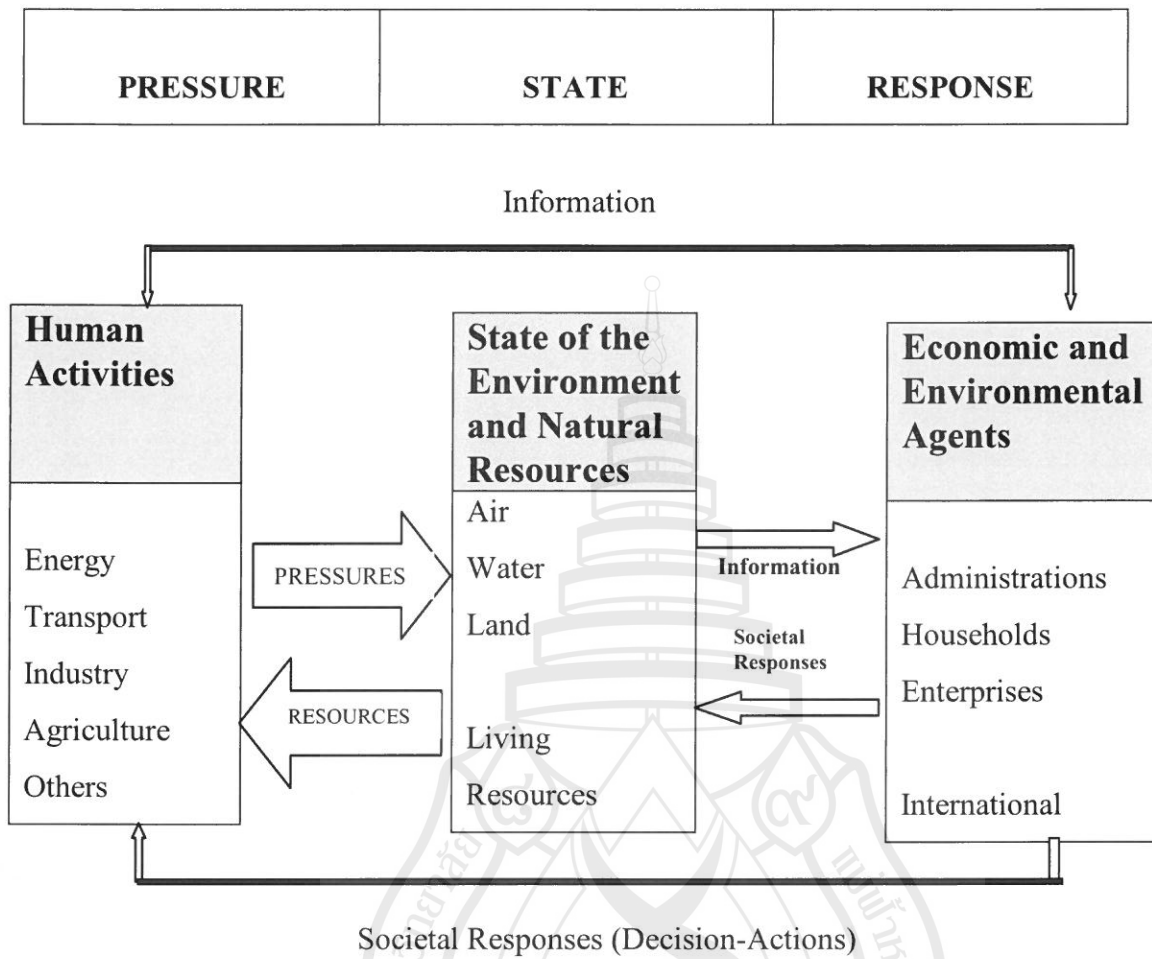 PRESSURE
STATE
RESPONSE
Information
Human
Activities
Energy
Transport
Industry
Agriculture
Others
PRESSURES
RESOURCES
State of the
Environment
and Natural
Resources
Air
Water
Land
Living
Resources
Information
Societal
Responses
Economic and
Environmental
Agents
Administrations
Households
Enterprises
International
Societal Responses (Decision-Actions)